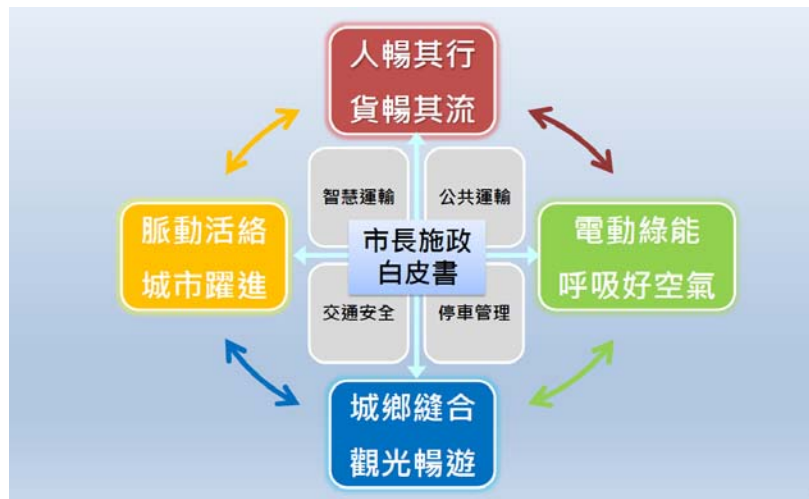 人暢其行
貨暢其流
智慧運輸
公共運輸
脈動活絡
城市躍進
市長施政
白皮書
電動綠能
呼吸好空氣
交通安全
停車管理
城鄉縫合
觀光暢遊